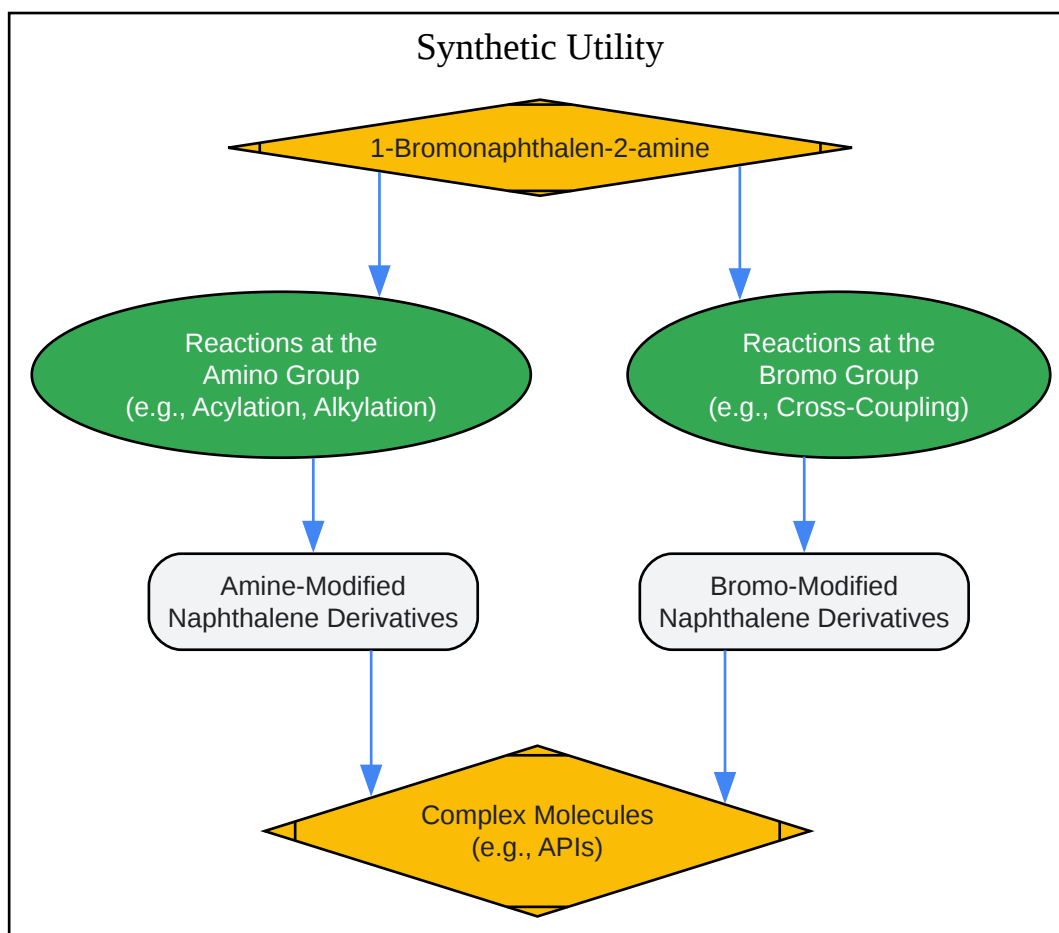 Synthetic Utility
1-Bromonaphthalen-2-amine
Reactions at the
Amino Group
(e.g., Acylation, Alkylation)
Reactions at the
Bromo Group
(e.g., Cross-Coupling)
Amine-Modified
Naphthalene Derivatives
Bromo-Modified
Naphthalene Derivatives
Complex Molecules
(e.g., APIs)